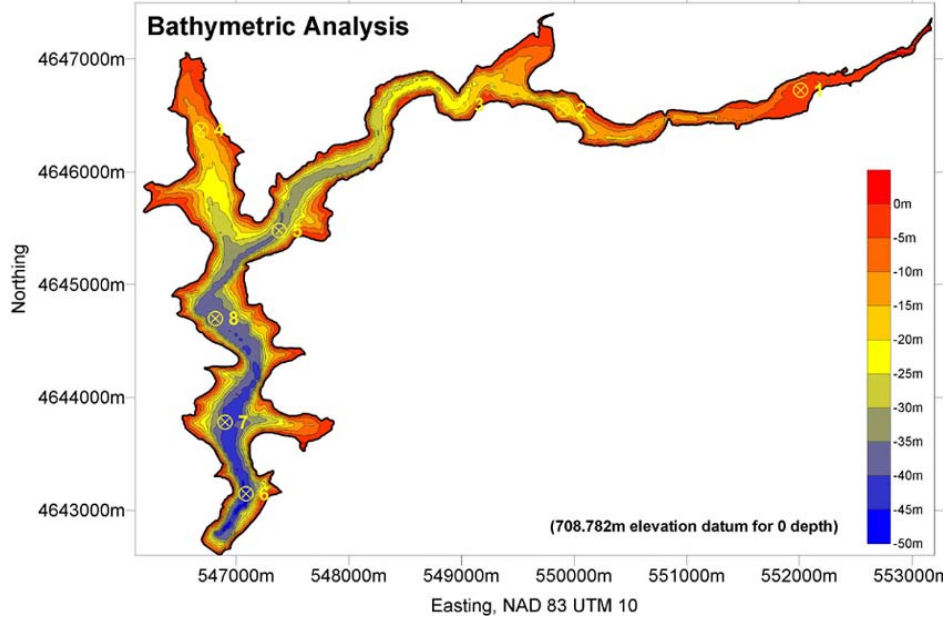 Bathymetric Analysis
4647000m
4646000m
4645000m
4644000m
4643000m
Northing
1
2
3
4
5
8
7
6
0m
-5m
-10m
-15m
-20m
-25m
-30m
-35m
-40m
-45m
-50m
(708.782m elevation datum for 0 depth)
547000m
548000m
549000m
550000m
551000m
552000m
553000m
Easting, NAD 83 UTM 10